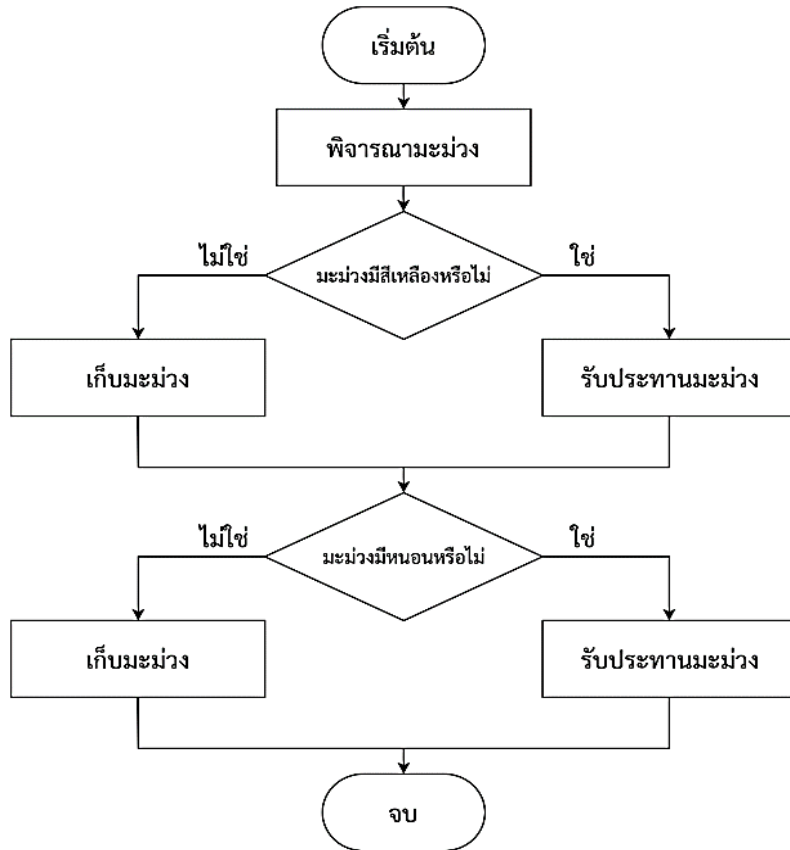 เริ่มต้น
พิจารณามะม่วง
มะม่วงมีสีเหลืองหรือไม่
ไม่ใช่
ใช่
เก็บมะม่วง
รับประทานมะม่วง
มะม่วงมีหนอนหรือไม่
ไม่ใช่
ใช่
เก็บมะม่วง
รับประทานมะม่วง
จบ